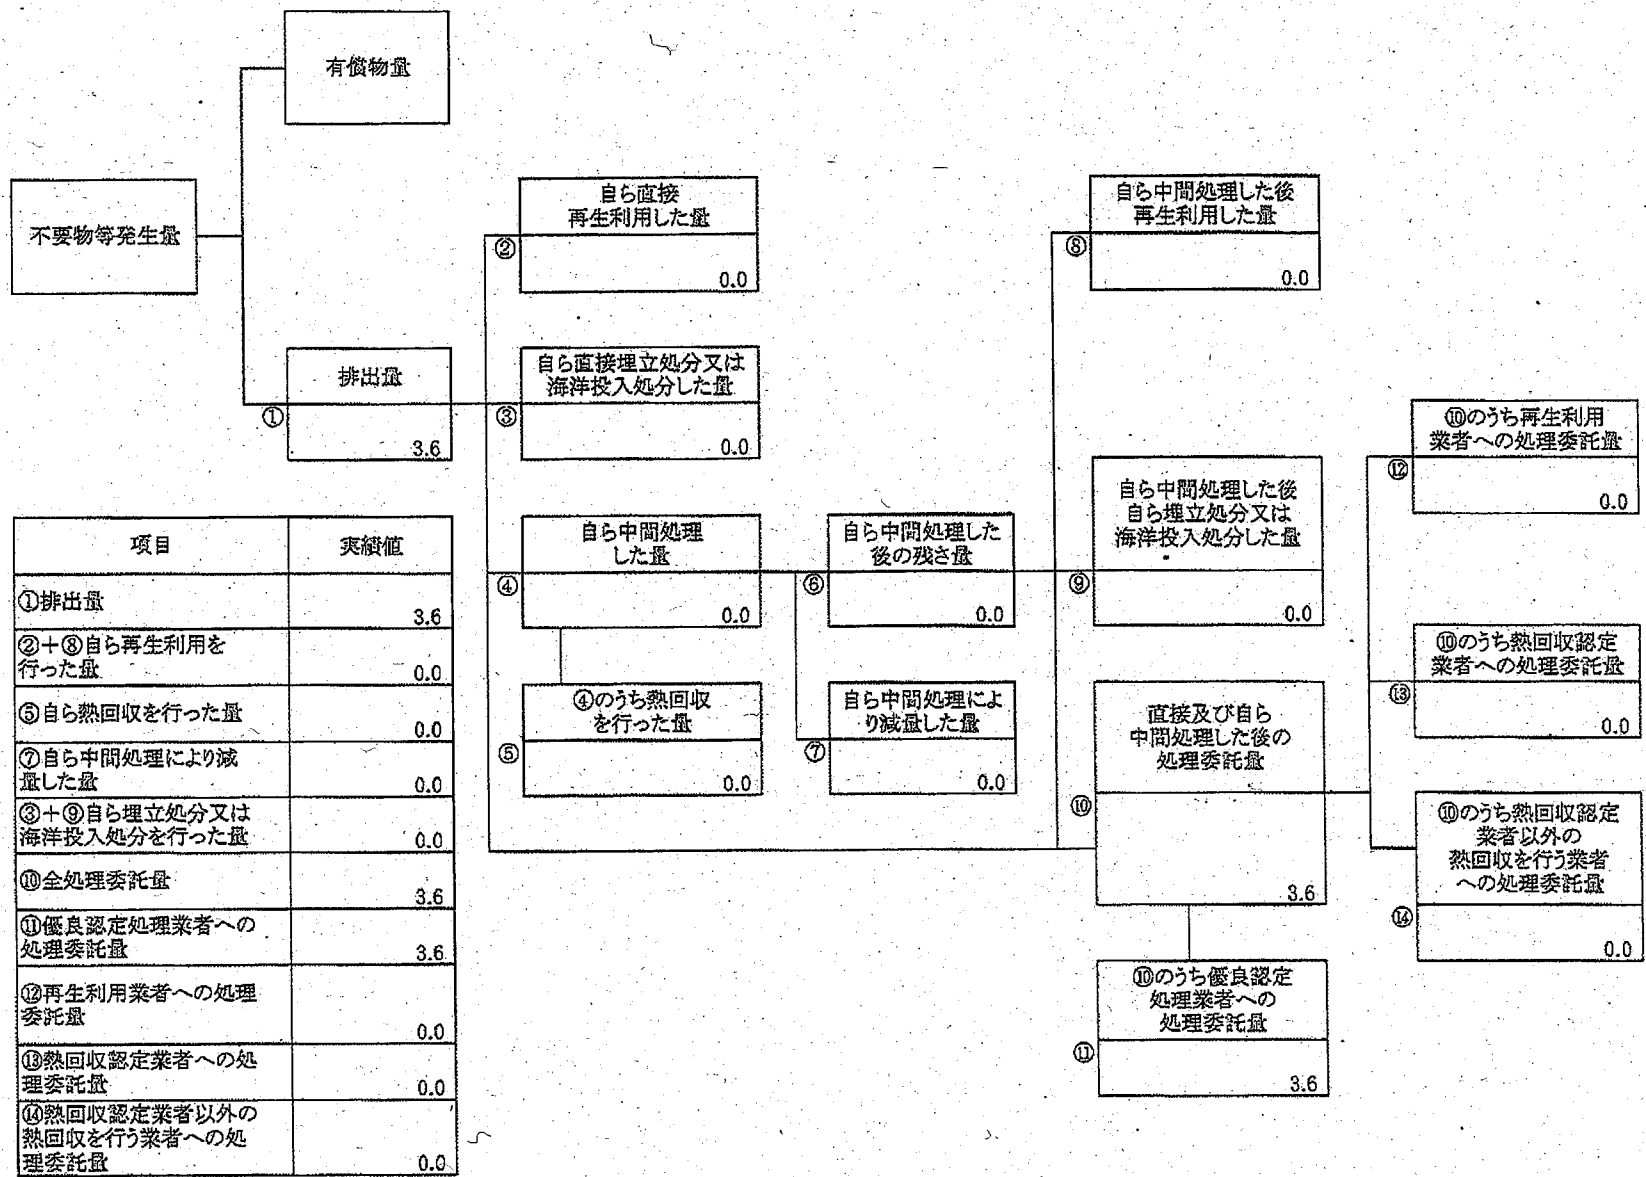 有償物量
不要物等発生量
排出量
①
3.6
自ら直接
再生利用した量
②
0.0
自ら直接埋立処分又は
海洋投入処分した量
③
0.0
自ら中間処理
した量
④
0.0
④のうち熱回収
を行った量
⑤
0.0
自ら中間処理した
後の残さ量
⑥
0.0
自ら中間処理によ
り減量した量
⑦
0.0
自ら中間処理した後
再生利用した量
⑧
0.0
自ら中間処理した後
自ら埋立処分又は
海洋投入処分した量
⑨
0.0
直接及び自ら
中間処理した後の
処理委託量
⑩
3.6
⑩のうち優良認定
処理業者への
処理委託量
⑪
3.6
⑩のうち再生利用
業者への処理委託量
⑫
0.0
⑩のうち熱回収認定
業者への処理委託量
⑬
0.0
⑩のうち熱回収認定
業者以外の
熱回収を行う業者
への処理委託量
⑭
0.0
項目 実績値
①排出量 3.6
②+⑧自ら再生利用を
行った量 0.0
⑤自ら熱回収を行った量 0.0
⑦自ら中間処理により減
量した量 0.0
③+⑨自ら埋立処分又は
海洋投入処分を行った量 0.0
⑩全処理委託量 3.6
⑪優良認定処理業者への
処理委託量 3.6
⑫再生利用業者への処理
委託量 0.0
⑬熱回収認定業者への処
理委託量 0.0
⑭熱回収認定業者以外の
熱回収を行う業者への処
理委託量 0.0